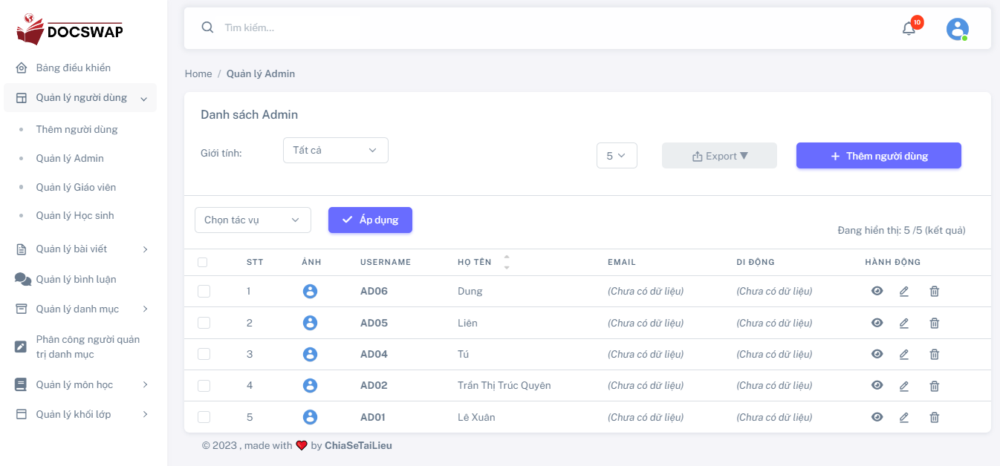 DOCSWAP
Bảng điều khiển
Quản lý người dùng
Thêm người dùng
Quản lý Admin
Quản lý Giáo viên
Quản lý Học sinh
Quản lý bài viết
Quản lý bình luận
Quản lý danh mục
Phân công người quản
trị danh mục
Quản lý môn học
Quản lý khối lớp
Tìm kiếm...
10
Home / Quản lý Admin
Danh sách Admin
Giới tính: Tất cả 5 Export ▼ + Thêm người dùng
Chọn tác vụ Áp dụng
Đang hiển thị: 5 /5 (kết quả)
STT ẢNH USERNAME HỌ TÊN EMAIL DI ĐỘNG HÀNH ĐỘNG
1 AD06 Dung (Chưa có dữ liệu) (Chưa có dữ liệu)
2 AD05 Liên (Chưa có dữ liệu) (Chưa có dữ liệu)
3 AD04 Tú (Chưa có dữ liệu) (Chưa có dữ liệu)
4 AD02 Trần Thị Trúc Quyên (Chưa có dữ liệu) (Chưa có dữ liệu)
5 AD01 Lê Xuân (Chưa có dữ liệu) (Chưa có dữ liệu)
© 2023 , made with ❤️ by ChiaSeTaiLieu